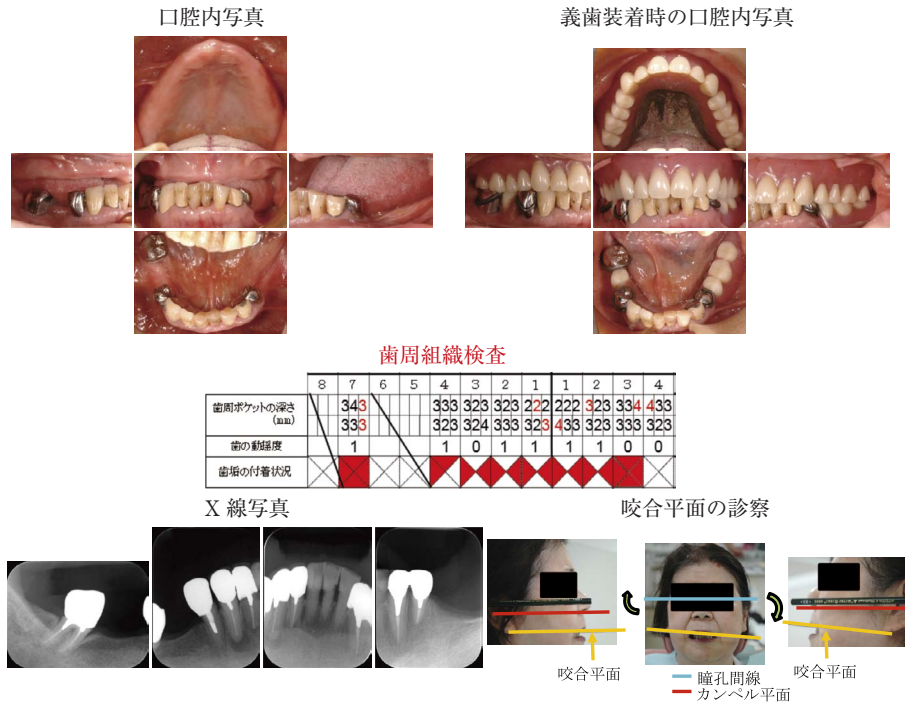 口腔内写真
義歯装着時の口腔内写真
歯周組織検査
8 7 6 5 4 3 2 1 1 2 3 4
歯周ポケットの深さ (mm)
343 333 323 323 222 222 323 334 433
333 323 324 333 323 433 333 333 323
歯の動揺度 1 1 0 1 1 1 1 0 0
歯垢の付着状況
X 線写真
咬合平面の診察
咬合平面
咬合平面
瞳孔間線
カンペル平面